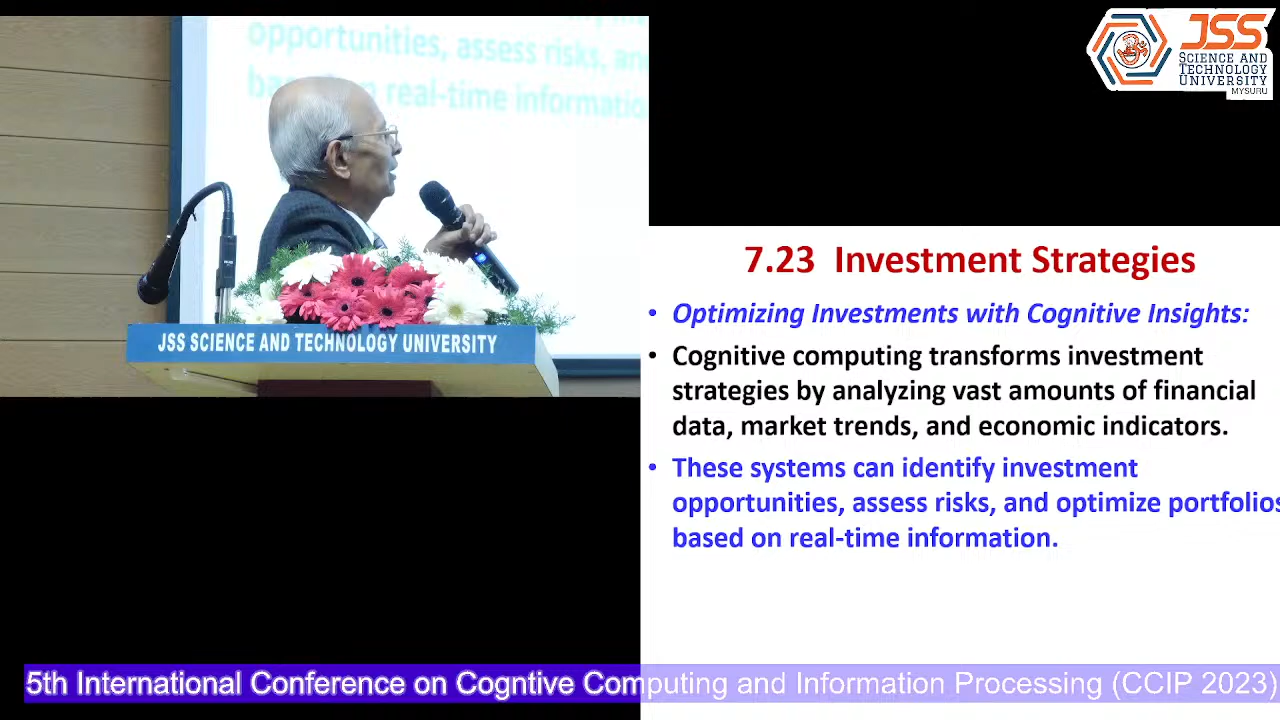 opportunities, assess risks, an
real-time informatio
JSS SCIENCE AND TECHNOLOGY UNIVERSITY
JSS
SCIENCE AND
TECHNOLOGY
UNIVERSITY
MYSURU
7.23 Investment Strategies
• Optimizing Investments with Cognitive Insights:
• Cognitive computing transforms investment
strategies by analyzing vast amounts of financial
data, market trends, and economic indicators.
• These systems can identify investment
opportunities, assess risks, and optimize portfolios
based on real-time information.
5th International Conference on Cogntive Computing and Information Processing (CCIP 2023)